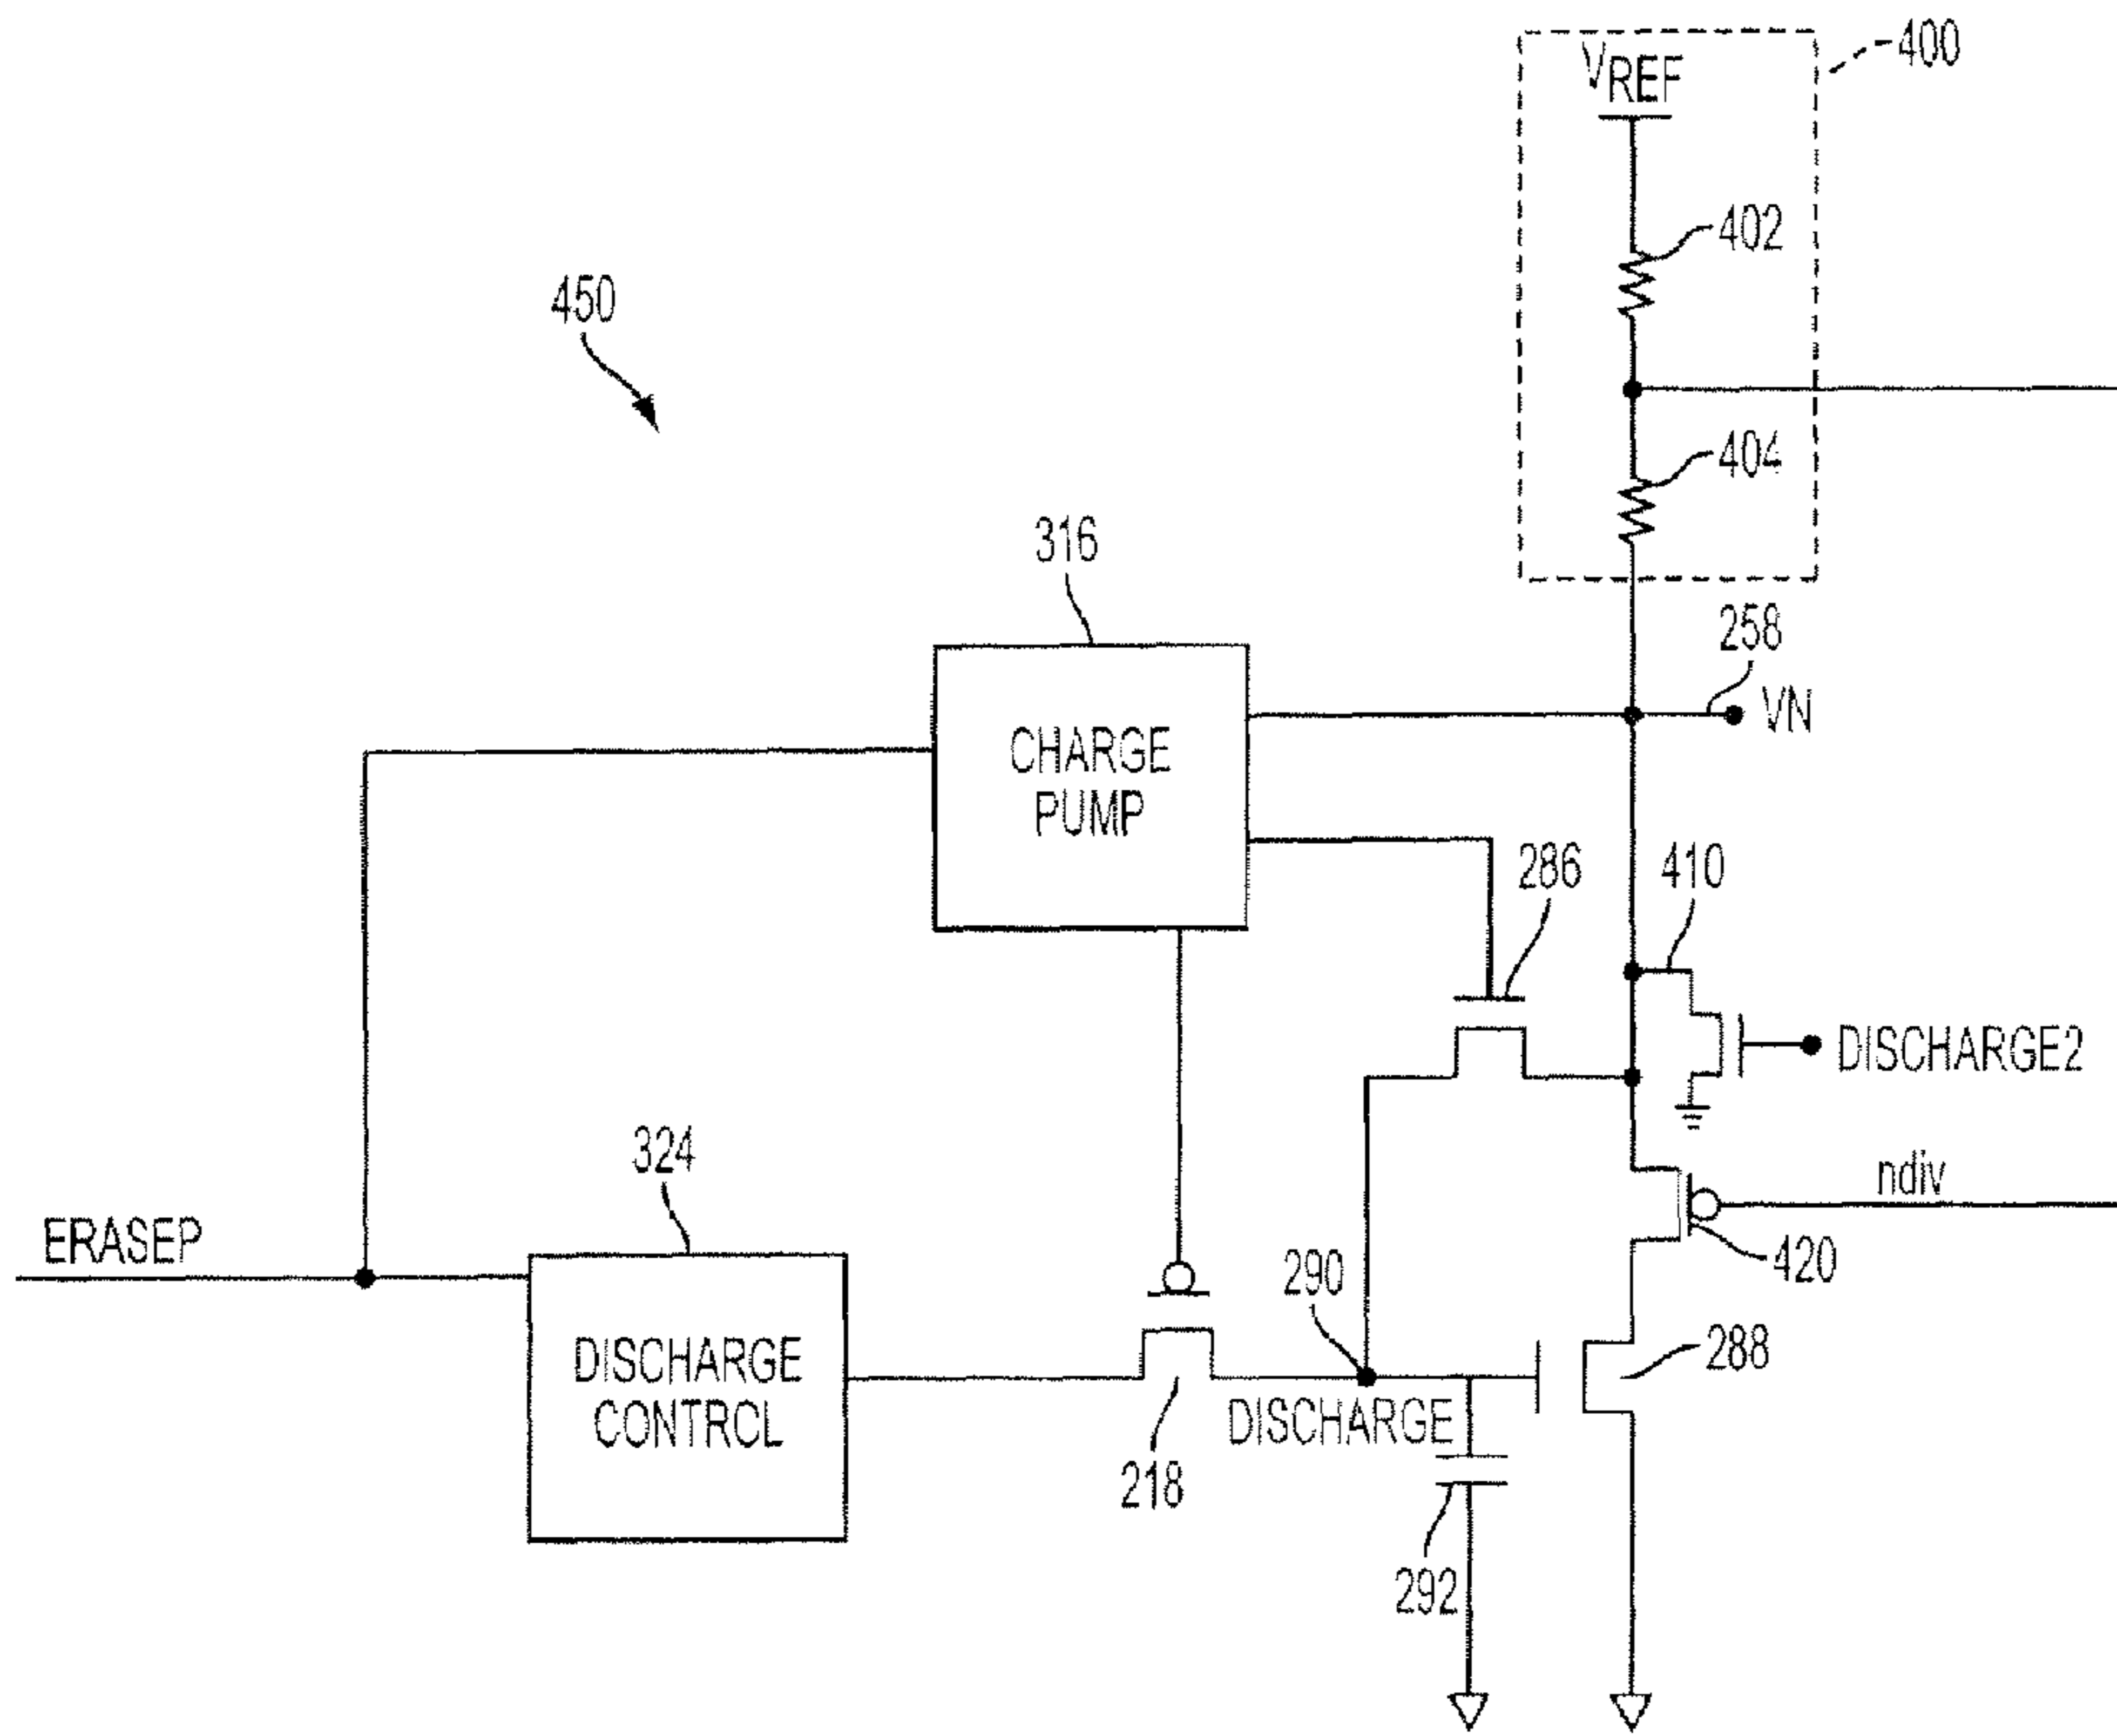 400
VREF
402
450
404
316
258
VN
CHARGE
PUMP
286
410
DISCHARGE2
324
ndiv
ERASEP
290
420
DISCHARGE
CONTRCL
288
DISCHARGE
218
292